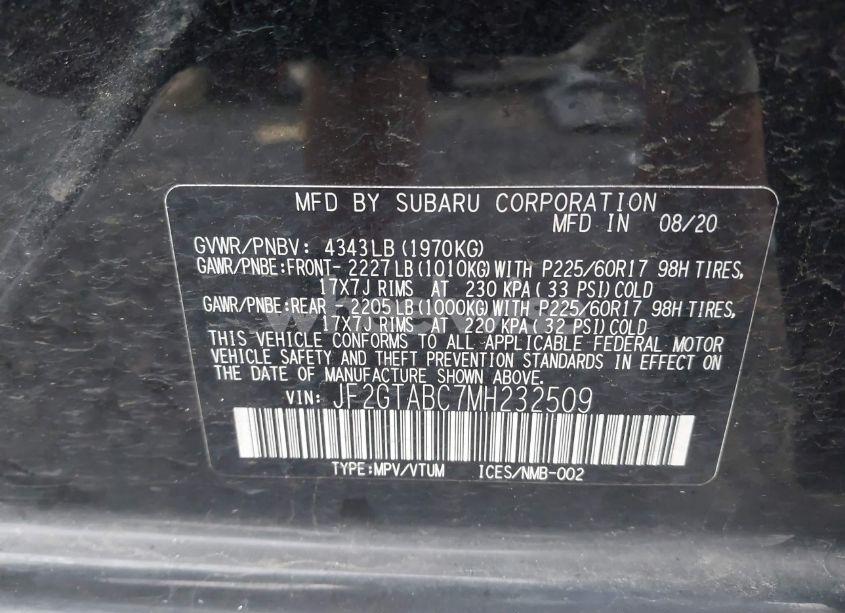 MFD BY SUBARU CORPORATION
MFD IN 08/20
GVWR/PNBV: 4343LB (1970KG)
GAWR/PNBE:FRONT- 2227 LB (1010KG) WITH P225/60R17 98H TIRES,
17X7J RIMS AT 230 KPA ( 33 PSI) COLD
GAWR/PNBE:REAR - 2205 LB (1000KG) WITH P225/60R17 98H TIRES,
17X7J RIMS AT 220 KPA (32 PSI) COLD
THIS VEHICLE CONFORMS TO ALL APPLICABLE FEDERAL MOTOR
VEHICLE SAFETY AND THEFT PREVENTION STANDARDS IN EFFECT ON
THE DATE OF MANUFACTURE SHOWN ABOVE.
VIN: JF2GTABC7MH232509
TYPE:MPV/VTUM ICES/NMB-002